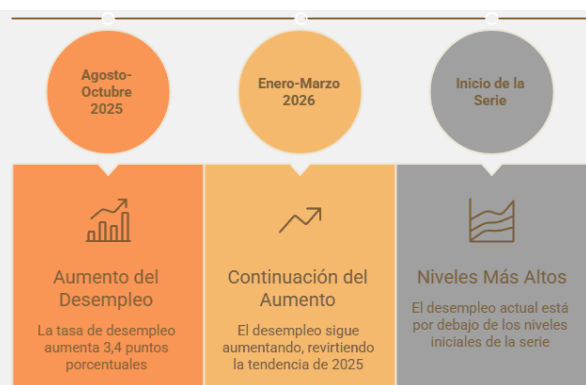 Agosto-
Octubre
2025
Enero-Marzo
2026
Inicio de la
Serie
Aumento del
Desempleo
La tasa de desempleo
aumenta 3,4 puntos
porcentuales
Continuación del
Aumento
El desempleo sigue
aumentando, revirtiendo
la tendencia de 2025
Niveles Más Altos
El desempleo actual está
por debajo de los niveles
iniciales de la serie